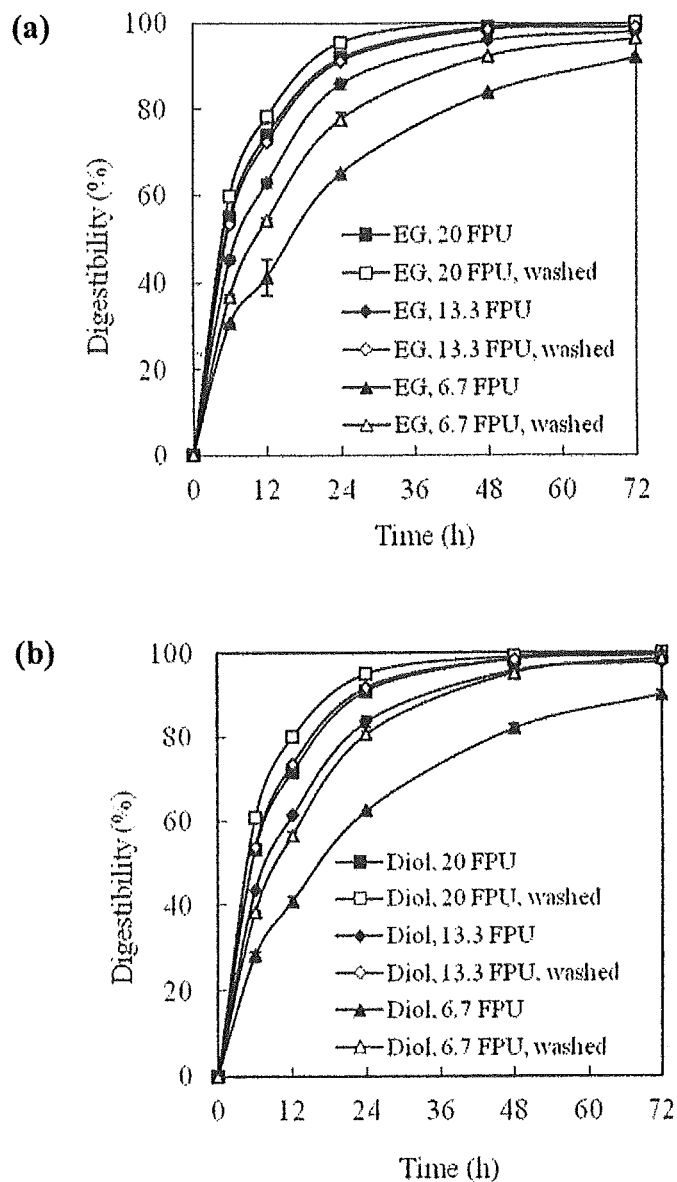 (a)
100
80
60
40
20
0
Digestibility (%)
EG, 20 FPU
EG, 20 FPU, washed
EG, 13.3 FPU
EG, 13.3 FPU, washed
EG, 6.7 FPU
EG, 6.7 FPU, washed
0 12 24 36 48 60 72
Time (h)
(b)
100
80
60
40
20
0
Digestibility (%)
Diol, 20 FPU
Diol, 20 FPU, washed
Diol, 13.3 FPU
Diol, 13.3 FPU, washed
Diol, 6.7 FPU
Diol, 6.7 FPU, washed
0 12 24 36 48 60 72
Time (h)